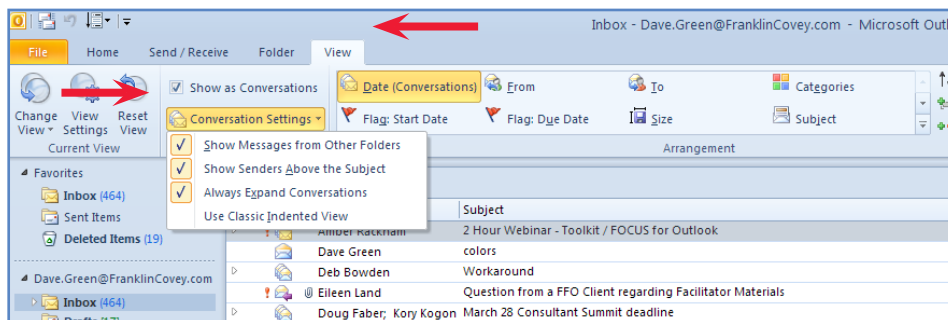 Inbox - Dave.Green@FranklinCovey.com - Microsoft Outl
File Home Send / Receive Folder View
Show as Conversations Date (Conversations) From To Categories
Change View View Settings Reset View
Conversation Settings Flag: Start Date Flag: Due Date Size Subject
Current View Arrangement
Show Messages from Other Folders
Show Senders Above the Subject
Always Expand Conversations
Use Classic Indented View
Favorites
Inbox (464)
Sent Items
Deleted Items (19)
Dave.Green@FranklinCovey.com
Inbox (464)
Drafts (17)
Subject
Amber Rackham 2 Hour Webinar - Toolkit / FOCUS for Outlook
Dave Green colors
Deb Bowden Workaround
Eileen Land Question from a FFO Client regarding Facilitator Materials
Doug Faber; Kory Kogon March 28 Consultant Summit deadline